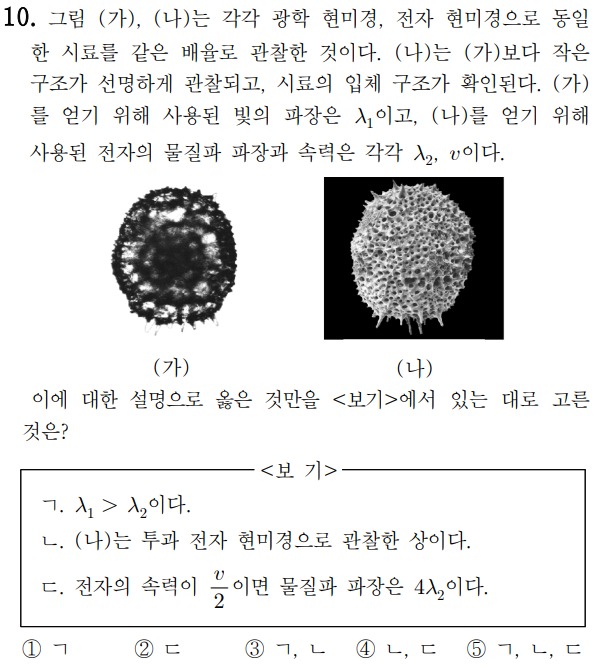 10. 그림 (가), (나)는 각각 광학 현미경, 전자 현미경으로 동일
한 시료를 같은 배율로 관찰한 것이다. (나)는 (가)보다 작은
구조가 선명하게 관찰되고, 시료의 입체 구조가 확인된다. (가)
를 얻기 위해 사용된 빛의 파장은 λ₁이고, (나)를 얻기 위해
사용된 전자의 물질파 파장과 속력은 각각 λ₂, v이다.
(가) (나)
이에 대한 설명으로 옳은 것만을 <보기>에서 있는 대로 고른
것은?
<보 기>
ㄱ. λ₁ > λ₂이다.
ㄴ. (나)는 투과 전자 현미경으로 관찰한 상이다.
ㄷ. 전자의 속력이 v/2이면 물질파 파장은 4λ₂이다.
① ㄱ ② ㄷ ③ ㄱ, ㄴ ④ ㄴ, ㄷ ⑤ ㄱ, ㄴ, ㄷ